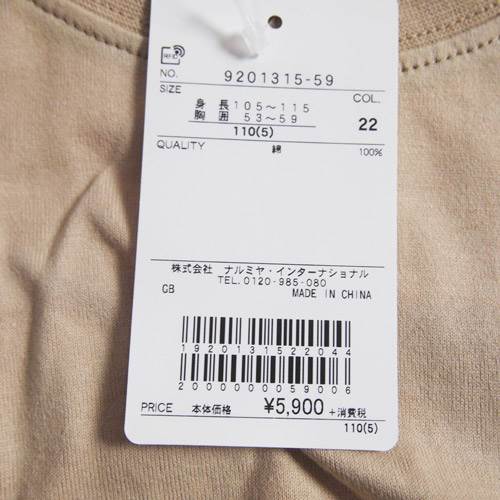 RFID
NO. 9201315-59
SIZE COL.
身長 105～115
胸囲 53～59 22
110(5)
QUALITY 綿 100%
株式会社 ナルミヤ・インターナショナル
TEL. 0120-985-080
GB MADE IN CHINA
1920131522044
2000000059006
PRICE 本体価格 ¥5,900 +消費税
110(5)